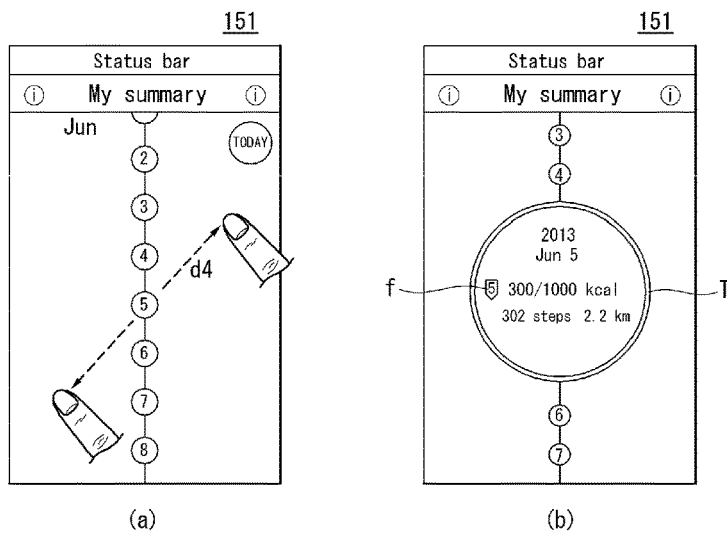 151
Status bar
ⓘ My summary ⓘ
Jun
TODAY
2
3
4
d4
5
6
7
8
(a)
151
Status bar
ⓘ My summary ⓘ
3
4
2013
Jun 5
f 5 300/1000 kcal T
302 steps 2.2 km
6
7
(b)